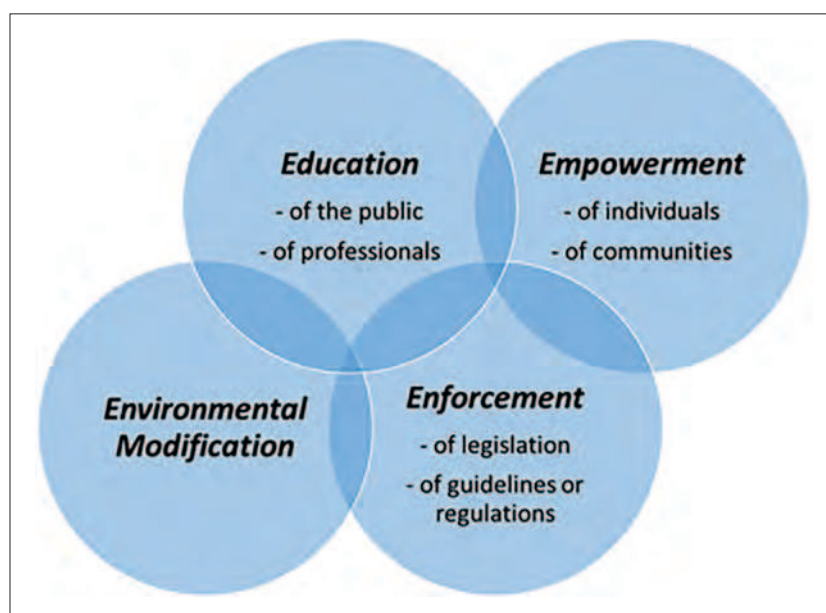 Education
- of the public
- of professionals
Empowerment
- of individuals
- of communities
Environmental
Modification
Enforcement
- of legislation
- of guidelines or
regulations